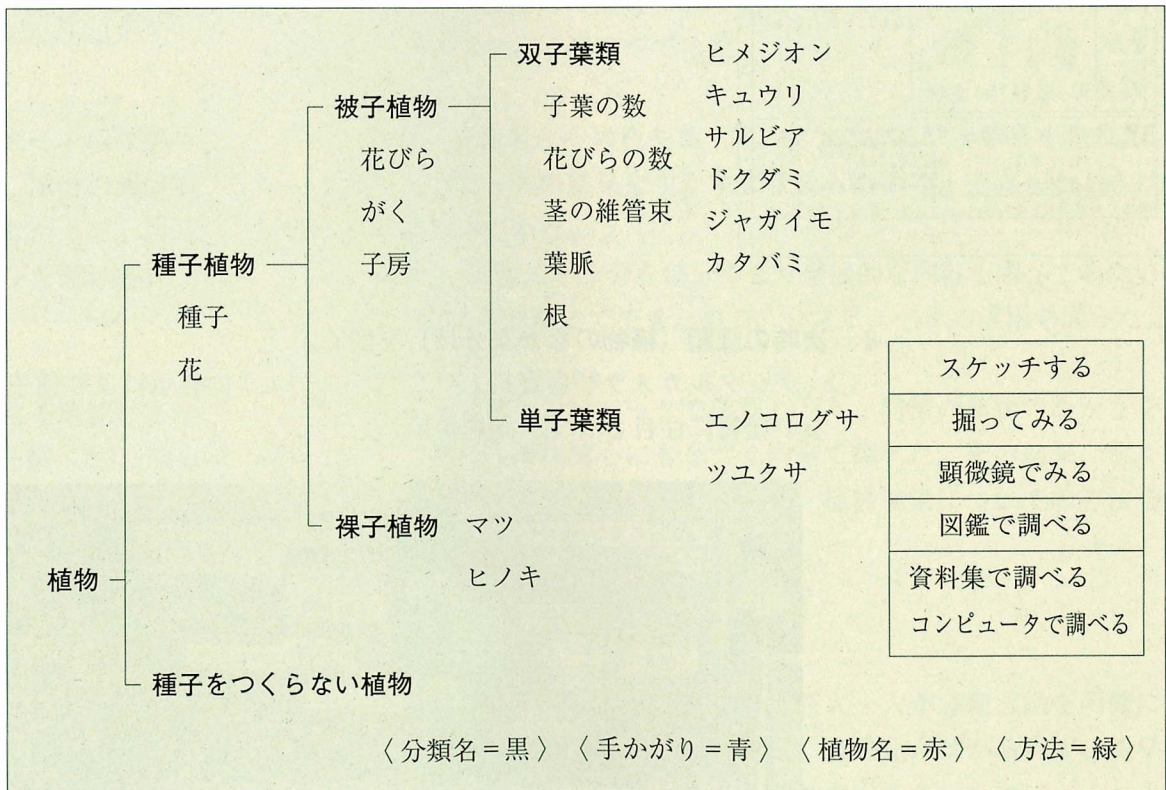 双子葉類
ヒメジオン
被子植物
子葉の数
キュウリ
花びら
花びらの数
サルビア
がく
茎の維管束
ドクダミ
種子植物
子房
葉脈
ジャガイモ
種子
根
カタバミ
花
単子葉類
エノコログサ
ツユクサ
裸子植物
マツ
ヒノキ
植物
種子をつくらない植物
スケッチする
掘ってみる
顕微鏡でみる
図鑑で調べる
資料集で調べる
コンピュータで調べる
〈分類名=黒〉〈手かがり=青〉〈植物名=赤〉〈方法=緑〉